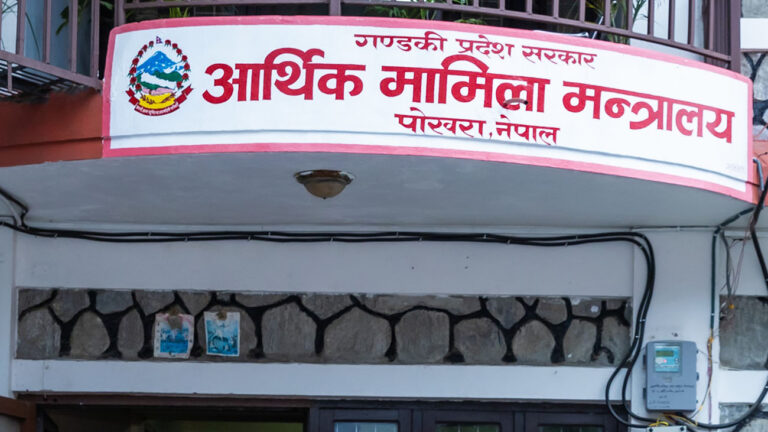 गण्डकी प्रदेश सरकार
आर्थिक मामिला मन्त्रालय
पोखरा, नेपाल